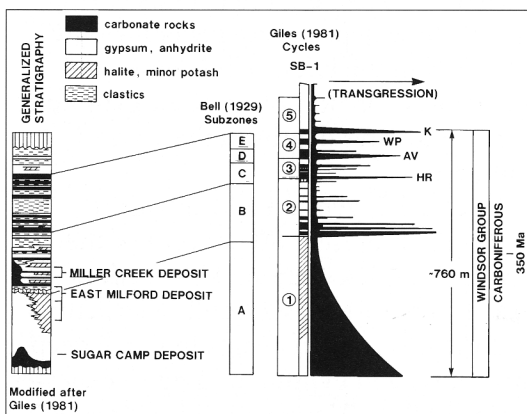 carbonate rocks
gypsum, anhydrite
halite, minor potash
clastics
GENERALIZED
STRATIGRAPHY
Bell (1929)
Subzones
Giles (1981)
Cycles
SB-1
(TRANSGRESSION)
E
D
C
B
A
5
4
3
2
1
K
WP
AV
HR
MILLER CREEK DEPOSIT
EAST MILFORD DEPOSIT
SUGAR CAMP DEPOSIT
~760 m
WINDSOR GROUP
CARBONIFEROUS
~ 350 Ma
Modified after
Giles (1981)